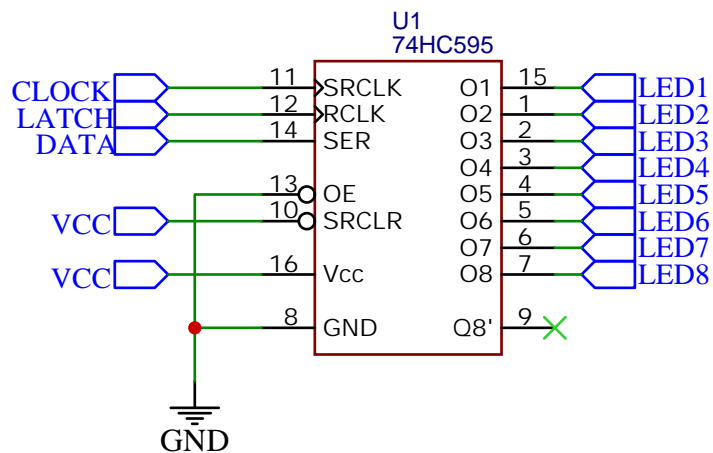 U1
74HC595
CLOCK 11 SRCLK O1 15 LED1
LATCH 12 RCLK O2 1 LED2
DATA 14 SER O3 2 LED3
O4 3 LED4
13 OE O5 4 LED5
VCC 10 SRCLR O6 5 LED6
O7 6 LED7
VCC 16 Vcc O8 7 LED8
8 GND Q8' 9
GND